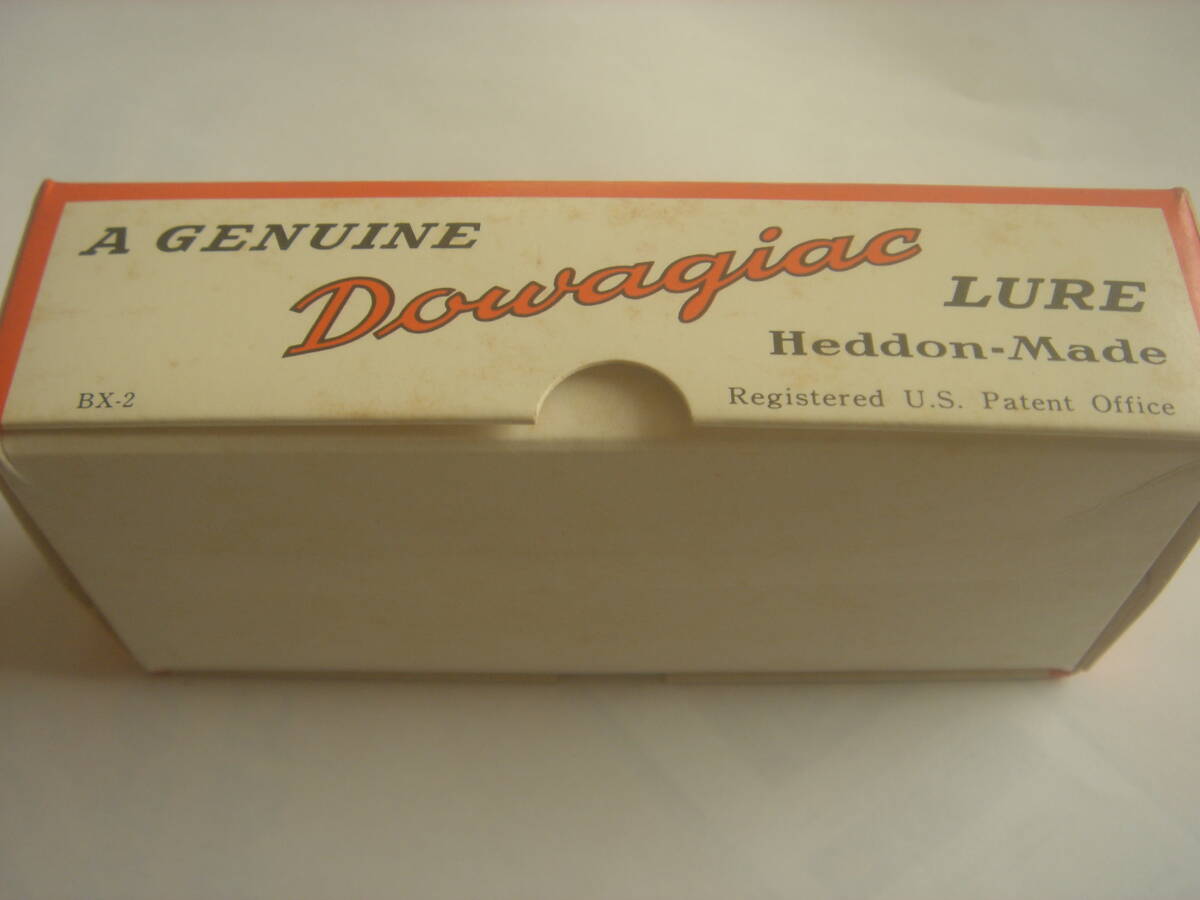 A GENUINE
Dowagiac
LURE
Heddon-Made
BX-2
Registered U.S. Patent Office